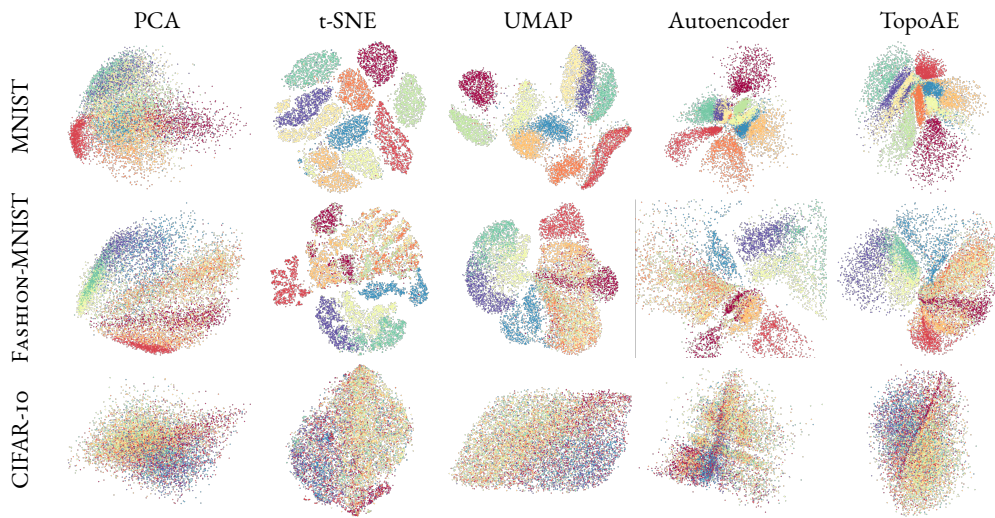 PCA t-SNE UMAP Autoencoder TopoAE
MNIST
FASHION-MNIST
CIFAR-10